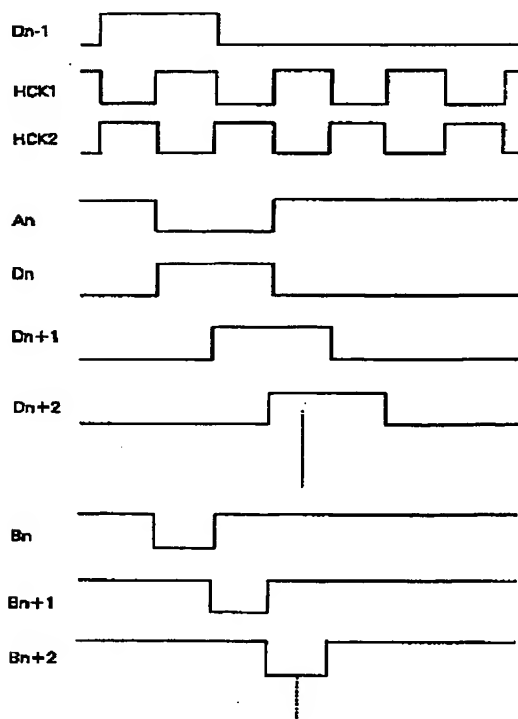 Dn-1
HCK1
HCK2
An
Dn
Dn+1
Dn+2
Bn
Bn+1
Bn+2